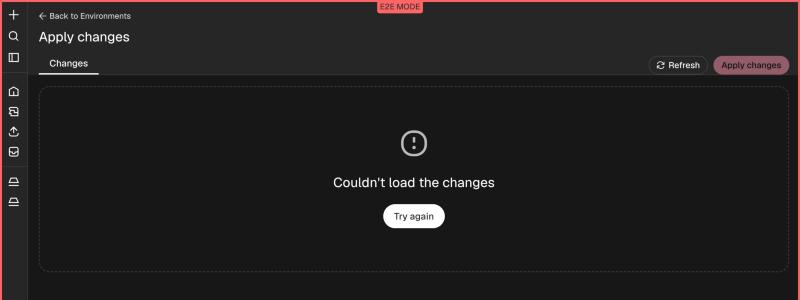 E2E MODE
Back to Environments
Apply changes
Changes
Refresh
Apply changes
Couldn't load the changes
Try again